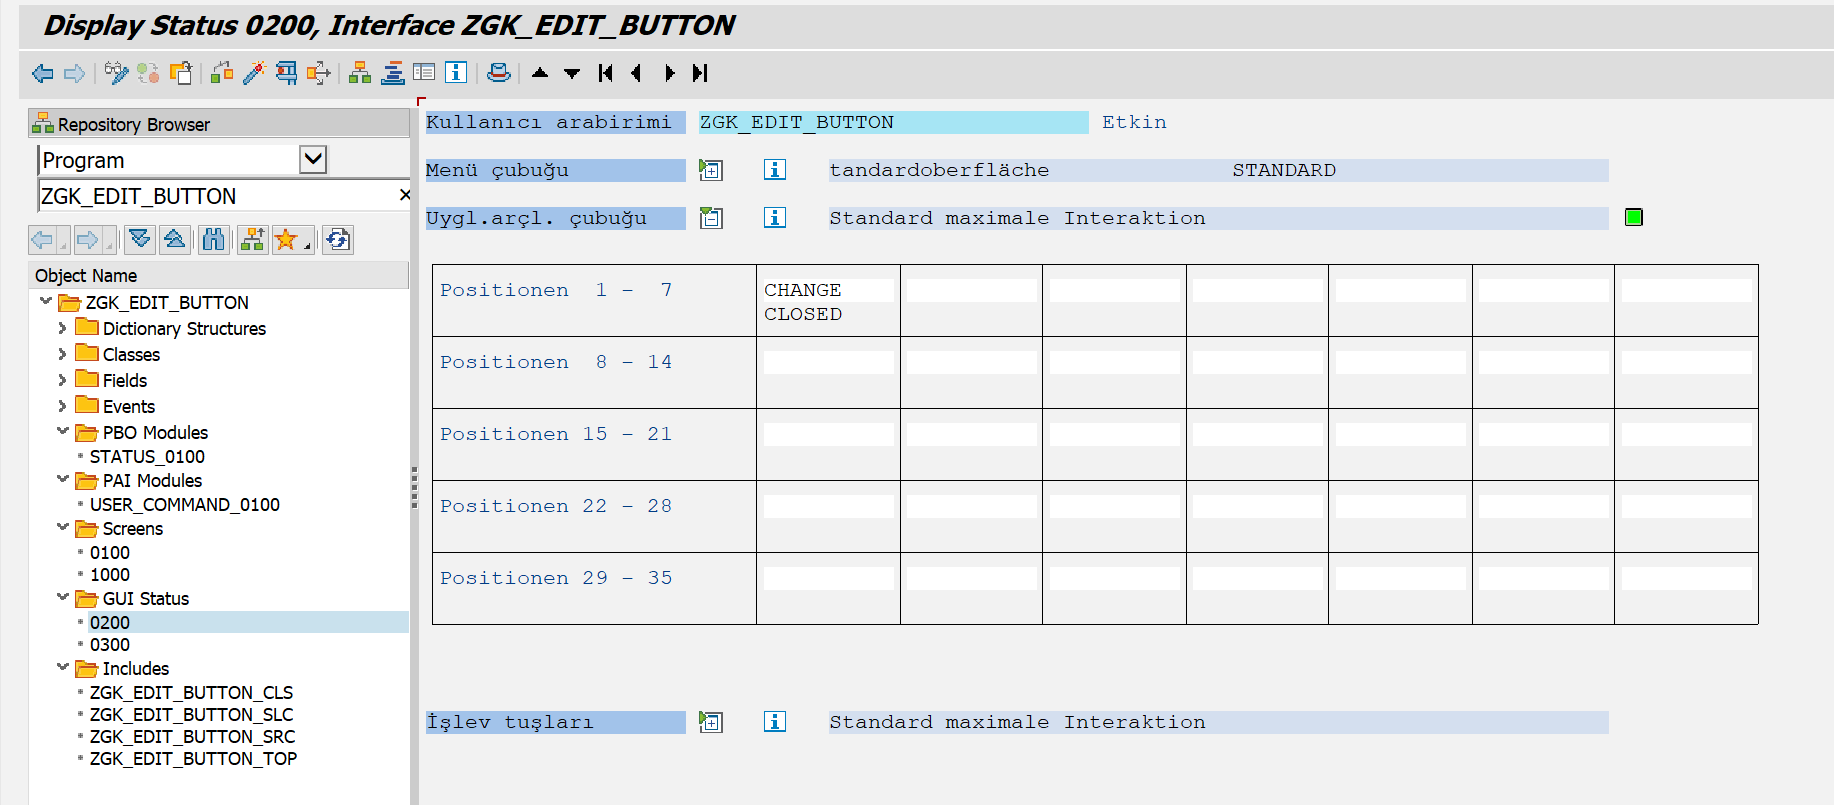 Display Status 0200, Interface ZGK_EDIT_BUTTON
Repository Browser
Program
ZGK_EDIT_BUTTON
Object Name
ZGK_EDIT_BUTTON
Dictionary Structures
Classes
Fields
Events
PBO Modules
STATUS_0100
PAI Modules
USER_COMMAND_0100
Screens
0100
1000
GUI Status
0200
0300
Includes
ZGK_EDIT_BUTTON_CLS
ZGK_EDIT_BUTTON_SLC
ZGK_EDIT_BUTTON_SRC
ZGK_EDIT_BUTTON_TOP
Kullanıcı arabirimi ZGK_EDIT_BUTTON Etkin
Menü çubuğu tandardoberfläche STANDARD
Uygl.arçl. çubuğu Standard maximale Interaktion
Positionen 1 - 7 CHANGE
CLOSED
Positionen 8 - 14
Positionen 15 - 21
Positionen 22 - 28
Positionen 29 - 35
İşlev tuşları Standard maximale Interaktion